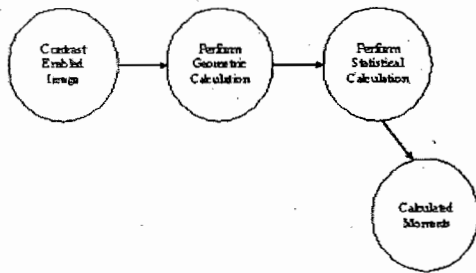 Contrast
Enabled
Image
Perform
Geometric
Calculation
Perform
Statistical
Calculation
Calculated
Moments